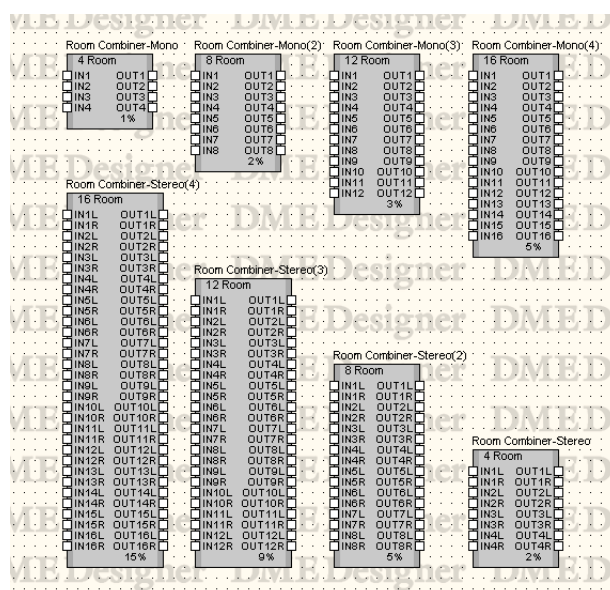 Room Combiner-Mono
4 Room
IN1 OUT1
IN2 OUT2
IN3 OUT3
IN4 OUT4
1%
Room Combiner-Mono(2)
8 Room
IN1 OUT1
IN2 OUT2
IN3 OUT3
IN4 OUT4
IN5 OUT5
IN6 OUT6
IN7 OUT7
IN8 OUT8
2%
Room Combiner-Mono(3)
12 Room
IN1 OUT1
IN2 OUT2
IN3 OUT3
IN4 OUT4
IN5 OUT5
IN6 OUT6
IN7 OUT7
IN8 OUT8
IN9 OUT9
IN10 OUT10
IN11 OUT11
IN12 OUT12
3%
Room Combiner-Mono(4)
16 Room
IN1 OUT1
IN2 OUT2
IN3 OUT3
IN4 OUT4
IN5 OUT5
IN6 OUT6
IN7 OUT7
IN8 OUT8
IN9 OUT9
IN10 OUT10
IN11 OUT11
IN12 OUT12
IN13 OUT13
IN14 OUT14
IN15 OUT15
IN16 OUT16
5%
Room Combiner-Stereo(4)
16 Room
IN1L OUT1L
IN1R OUT1R
IN2L OUT2L
IN2R OUT2R
IN3L OUT3L
IN3R OUT3R
IN4L OUT4L
IN4R OUT4R
IN5L OUT5L
IN5R OUT5R
IN6L OUT6L
IN6R OUT6R
IN7L OUT7L
IN7R OUT7R
IN8L OUT8L
IN8R OUT8R
IN9L OUT9L
IN9R OUT9R
IN10L OUT10L
IN10R OUT10R
IN11L OUT11L
IN11R OUT11R
IN12L OUT12L
IN12R OUT12R
IN13L OUT13L
IN13R OUT13R
IN14L OUT14L
IN14R OUT14R
IN15L OUT15L
IN15R OUT15R
IN16L OUT16L
IN16R OUT16R
15%
Room Combiner-Stereo(3)
12 Room
IN1L OUT1L
IN1R OUT1R
IN2L OUT2L
IN2R OUT2R
IN3L OUT3L
IN3R OUT3R
IN4L OUT4L
IN4R OUT4R
IN5L OUT5L
IN5R OUT5R
IN6L OUT6L
IN6R OUT6R
IN7L OUT7L
IN7R OUT7R
IN8L OUT8L
IN8R OUT8R
IN9L OUT9L
IN9R OUT9R
IN10L OUT10L
IN10R OUT10R
IN11L OUT11L
IN11R OUT11R
IN12L OUT12L
IN12R OUT12R
9%
Room Combiner-Stereo(2)
8 Room
IN1L OUT1L
IN1R OUT1R
IN2L OUT2L
IN2R OUT2R
IN3L OUT3L
IN3R OUT3R
IN4L OUT4L
IN4R OUT4R
IN5L OUT5L
IN5R OUT5R
IN6L OUT6L
IN6R OUT6R
IN7L OUT7L
IN7R OUT7R
IN8L OUT8L
IN8R OUT8R
5%
Room Combiner-Stereo
4 Room
IN1L OUT1L
IN1R OUT1R
IN2L OUT2L
IN2R OUT2R
IN3L OUT3L
IN3R OUT3R
IN4L OUT4L
IN4R OUT4R
2%
DME Designer